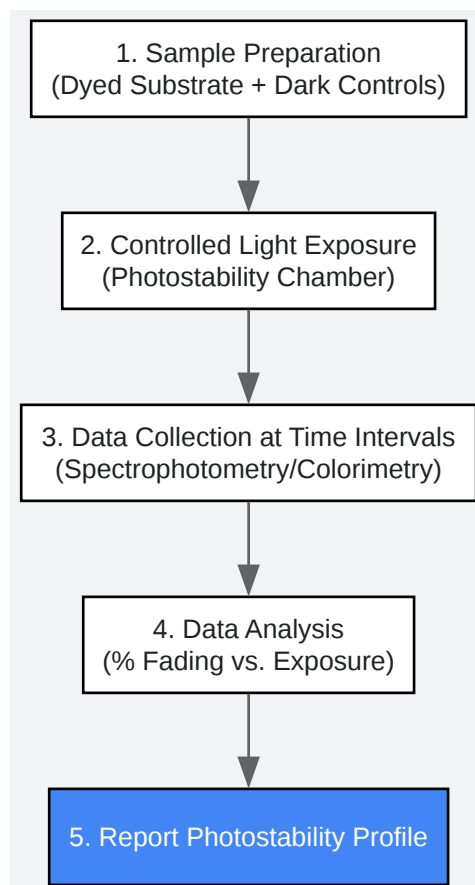 1. Sample Preparation
(Dyed Substrate + Dark Controls)
2. Controlled Light Exposure
(Photostability Chamber)
3. Data Collection at Time Intervals
(Spectrophotometry/Colorimetry)
4. Data Analysis
(% Fading vs. Exposure)
5. Report Photostability Profile